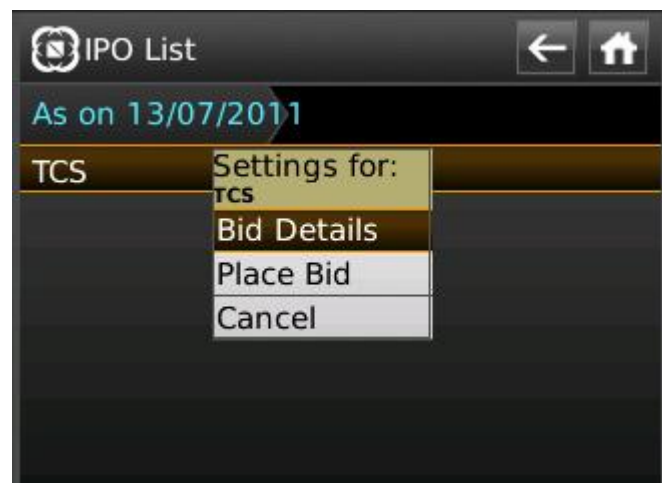 IPO List
As on 13/07/2011
TCS
Settings for:
TCS
Bid Details
Place Bid
Cancel